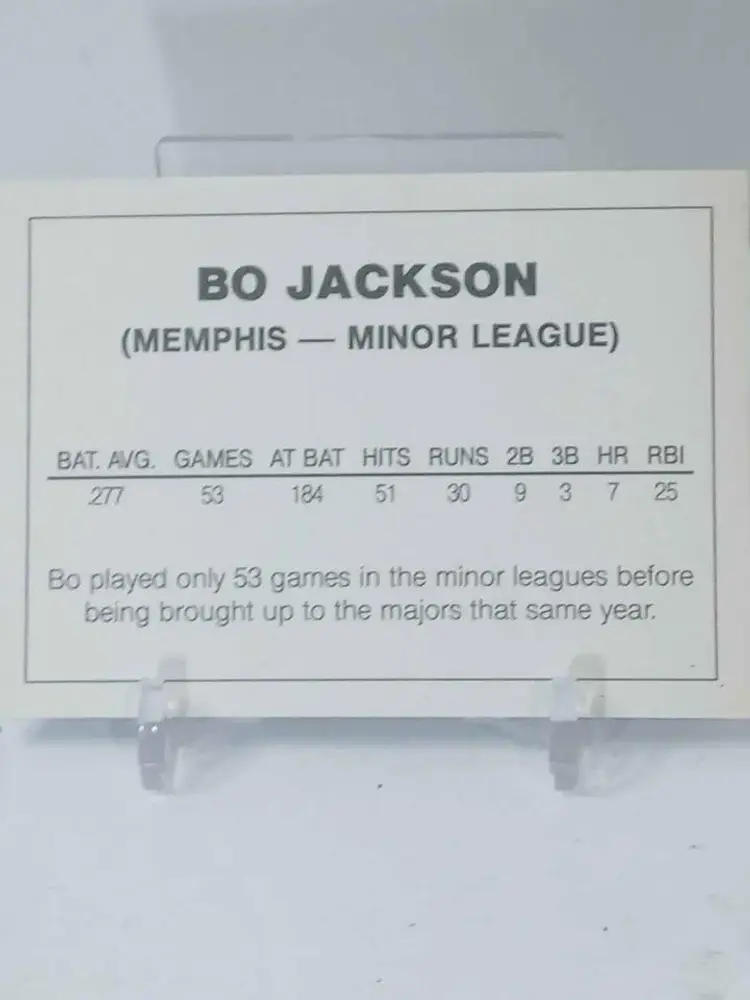 BO JACKSON
(MEMPHIS — MINOR LEAGUE)
BAT. AVG. GAMES AT BAT HITS RUNS 2B 3B HR RBI
.277 53 184 51 30 9 3 7 25
Bo played only 53 games in the minor leagues before
being brought up to the majors that same year.